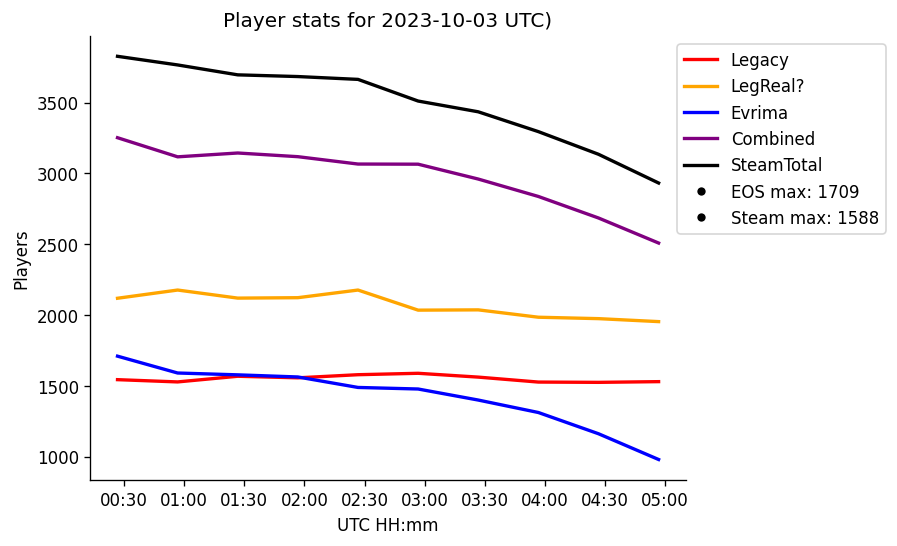 Player stats for 2023-10-03 UTC)
Legacy
LegReal?
Evrima
Combined
SteamTotal
EOS max: 1709
Steam max: 1588
Players
3500
3000
2500
2000
1500
1000
00:30 01:00 01:30 02:00 02:30 03:00 03:30 04:00 04:30 05:00
UTC HH:mm